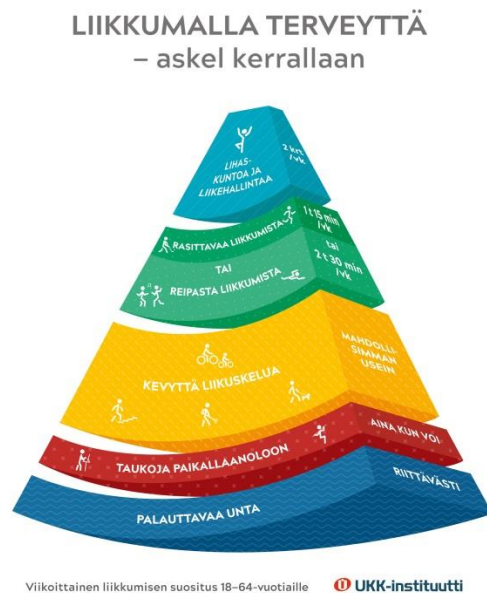 LIIKKUMALLA TERVEYTTÄ
– askel kerrallaan
LIHAS-
KUNTOA JA
LIIKEHALLINTAA
2 krt
/vk
RASITTAVAA LIIKKUMISTA
1 t 15 min
/vk
TAI
tai
REIPASTA LIIKKUMISTA
2 t 30 min
/vk
KEVYTTÄ LIIKUSKELUA
MAHDOLLI-
SIMMAN
USEIN
TAUKOJA PAIKALLAANOLOON
AINA KUN VOI
PALAUTTAVAA UNTA
RIITTÄVÄSTI
Viikoittainen liikkumisen suositus 18–64-vuotiaille
UKK-instituutti